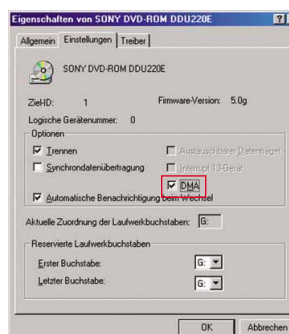 Eigenschaften von SONY DVD-ROM DDU220E
Allgemein Einstellungen Treiber
SONY DVD-ROM DDU220E
Ziel-ID: 1 Firmware-Version: 5.0g
Logische Gerätenummer: 0
Optionen
Trennen Austauschbarer Datenträger
Synchrondatenübertragung Interrupt 13-Gerät
DMA
Automatische Benachrichtigung beim Wechsel
Aktuelle Zuordnung der Laufwerkbuchstaben: G:
Reservierte Laufwerkbuchstaben
Erster Buchstabe: G:
Letzter Buchstabe: G:
OK Abbrechen